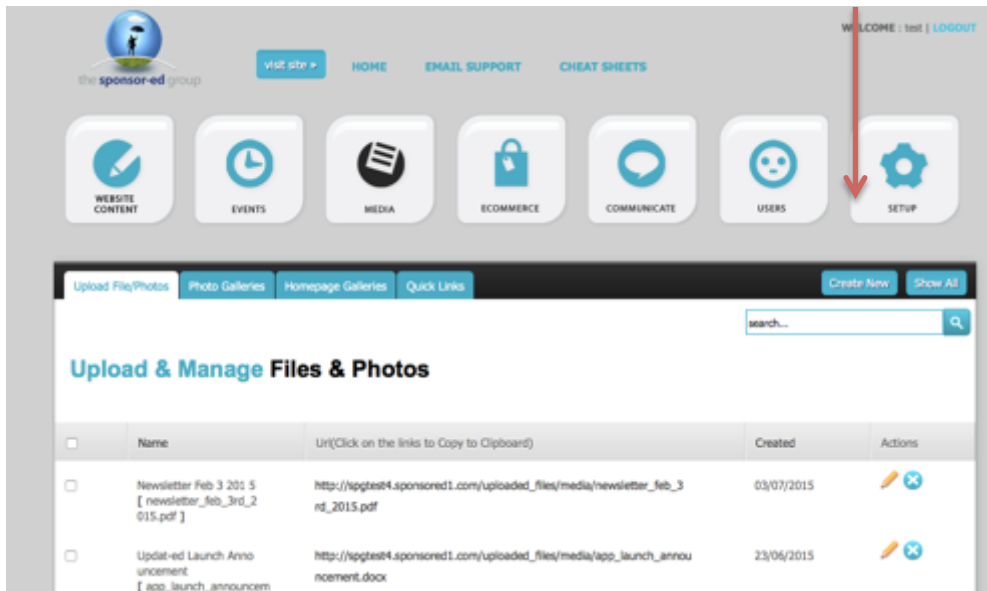 WELCOME : test | LOGOUT
the sponsor-ed group
visit site »
HOME
EMAIL SUPPORT
CHEAT SHEETS
WEBSITE
CONTENT
EVENTS
MEDIA
ECOMMERCE
COMMUNICATE
USERS
SETUP
Upload File/Photos
Photo Galleries
Homepage Galleries
Quick Links
Create New
Show All
search...
Upload & Manage Files & Photos
Name
Url(Click on the links to Copy to Clipboard)
Created
Actions
Newsletter Feb 3 201 5
[ newsletter_feb_3rd_2
015.pdf ]
http://spgtest4.sponsored1.com/uploaded_files/media/newsletter_feb_3
rd_2015.pdf
03/07/2015
Updat-ed Launch Anno
uncement
[ app_launch_announcem
http://spgtest4.sponsored1.com/uploaded_files/media/app_launch_annou
ncement.docx
23/06/2015